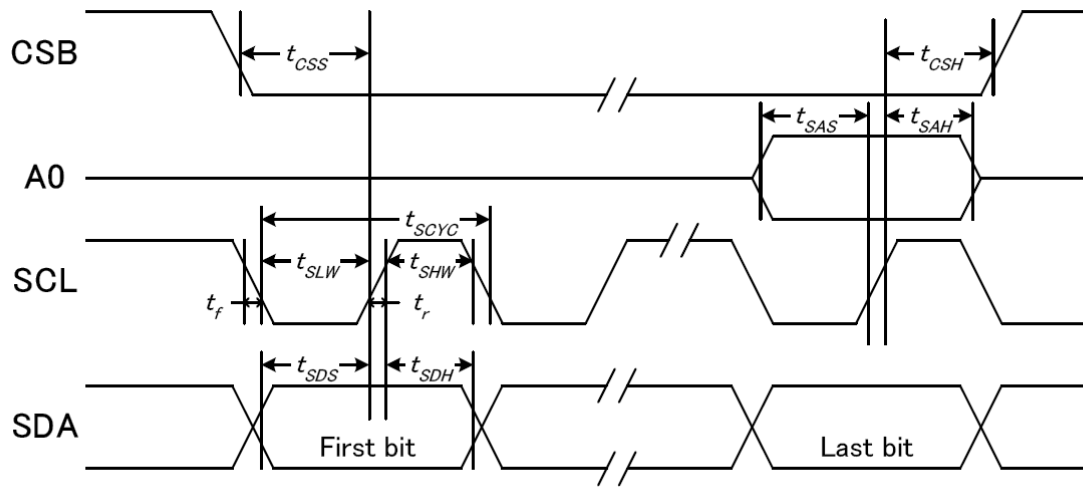 CSB
tCSS
tCSH
tSAS
tSAH
A0
tSCYC
SCL
tSLW
tSHW
tf
tr
tSDS
tSDH
SDA
First bit
Last bit